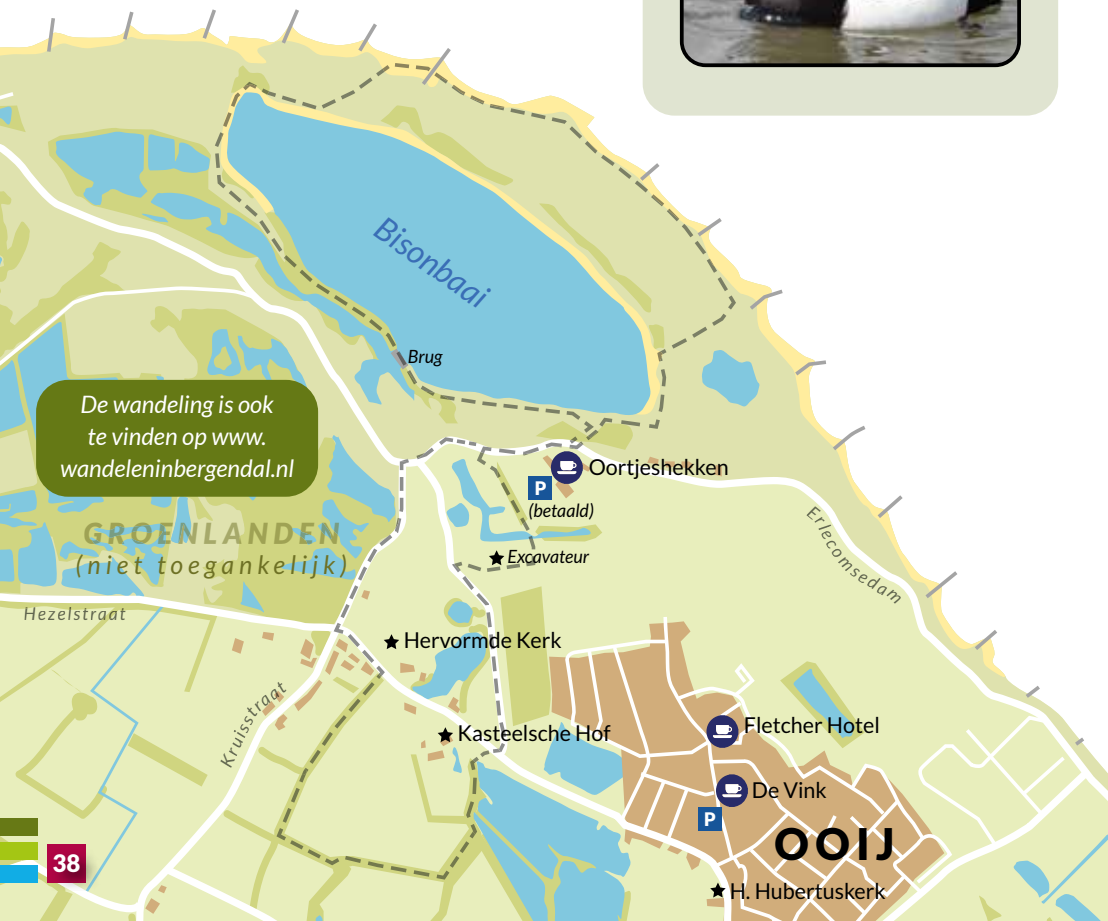 Bisonbaai
Brug
De wandeling is ook
te vinden op www.
wandeleninbergendal.nl
Oortjeshekken
P
(betaald)
GROENLANDEN
(niet toegankelijk)
Excavateur
Erlecomsedam
Hezelstraat
Hervormde Kerk
Kruisstraat
Kasteelsche Hof
Fletcher Hotel
De Vink
P
OOIJ
38
H. Hubertuskerk